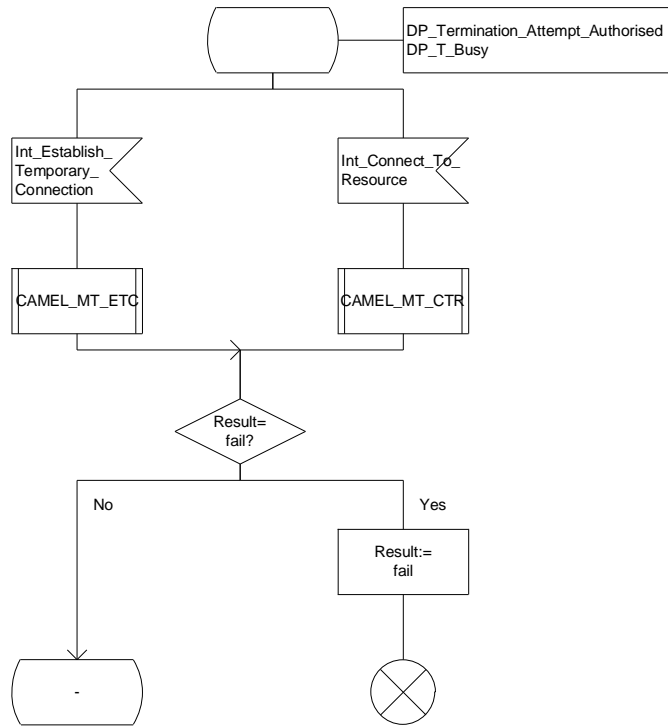 DP_Termination_Attempt_Authorised
DP_T_Busy
Int_Establish_
Temporary_
Connection
Int_Connect_To_
Resource
CAMEL_MT_ETC
CAMEL_MT_CTR
Result=
fail?
No
Yes
Result:=
fail
-